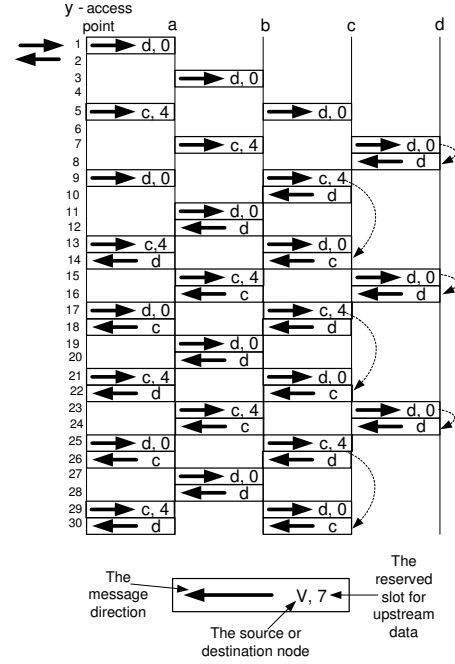 y - access point a b c d
1 d, 0
2
3 d, 0
4
5 c, 4 d, 0
6
7 c, 4 d, 0
8 d
9 d, 0 c, 4
10 d
11 d, 0
12 d
13 c,4 d, 0
14 d c
15 c, 4 d, 0
16 c d
17 d, 0 c, 4
18 c d
19 d, 0
20 d
21 c, 4 d, 0
22 d c
23 c, 4 d, 0
24 c d
25 d, 0 c, 4
26 c d
27 d, 0
28 d
29 c, 4 d, 0
30 d c
The message direction
V, 7
The source or destination node
The reserved slot for upstream data